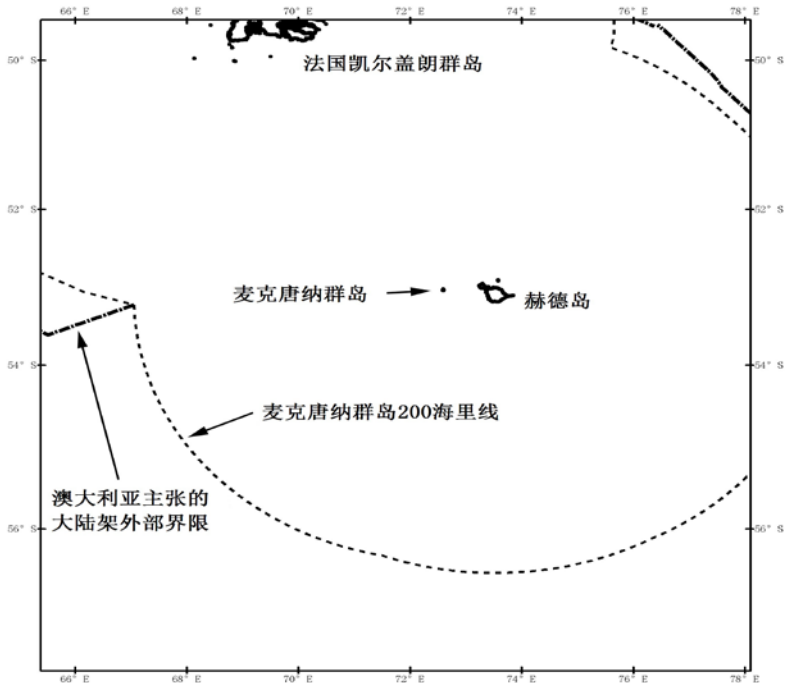 66° E
68° E
70° E
72° E
74° E
76° E
78° E
50° S
50° S
法国凯尔盖朗群岛
52° S
52° S
麦克唐纳群岛
赫德岛
54° S
54° S
麦克唐纳群岛200海里线
澳大利亚主张的
大陆架外部界限
56° S
56° S
66° E
68° E
70° E
72° E
74° E
76° E
78° E